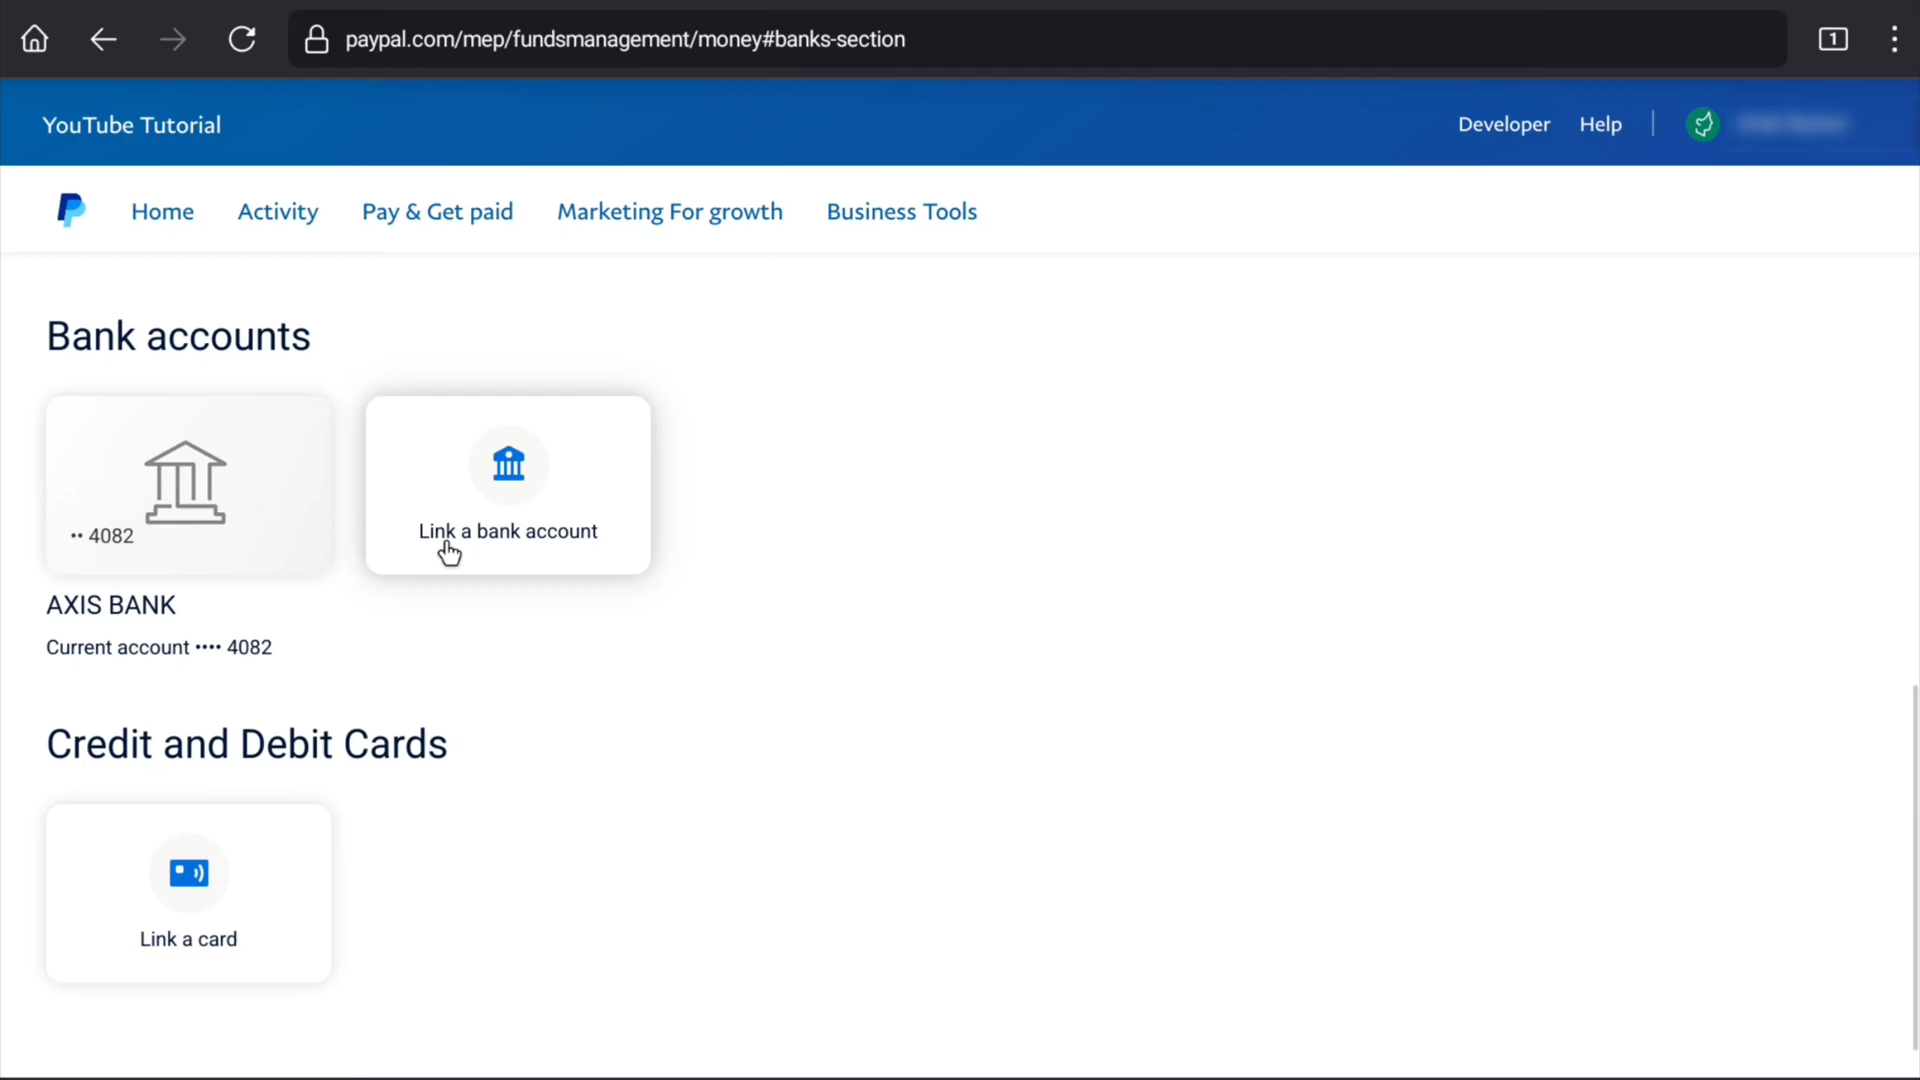 paypal.com/mep/fundsmanagement/money#banks-section
1
YouTube Tutorial
Developer
Help
Home
Activity
Pay & Get paid
Marketing For growth
Business Tools
Bank accounts
•• 4082
Link a bank account
AXIS BANK
Current account •••• 4082
Credit and Debit Cards
Link a card